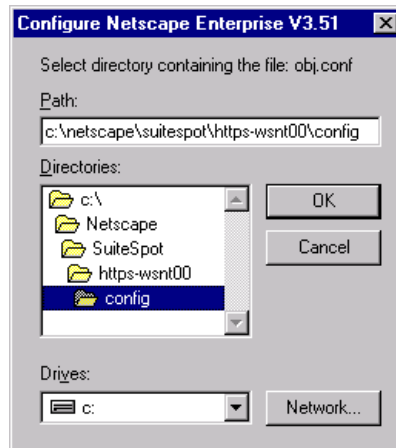 Configure Netscape Enterprise V3.51
Select directory containing the file: obj.conf
Path:
c:\netscape\suitespot\https-wsnt00\config
Directories:
c:\
OK
Netscape
SuiteSpot
Cancel
https-wsnt00
config
Drives:
c:
Network...